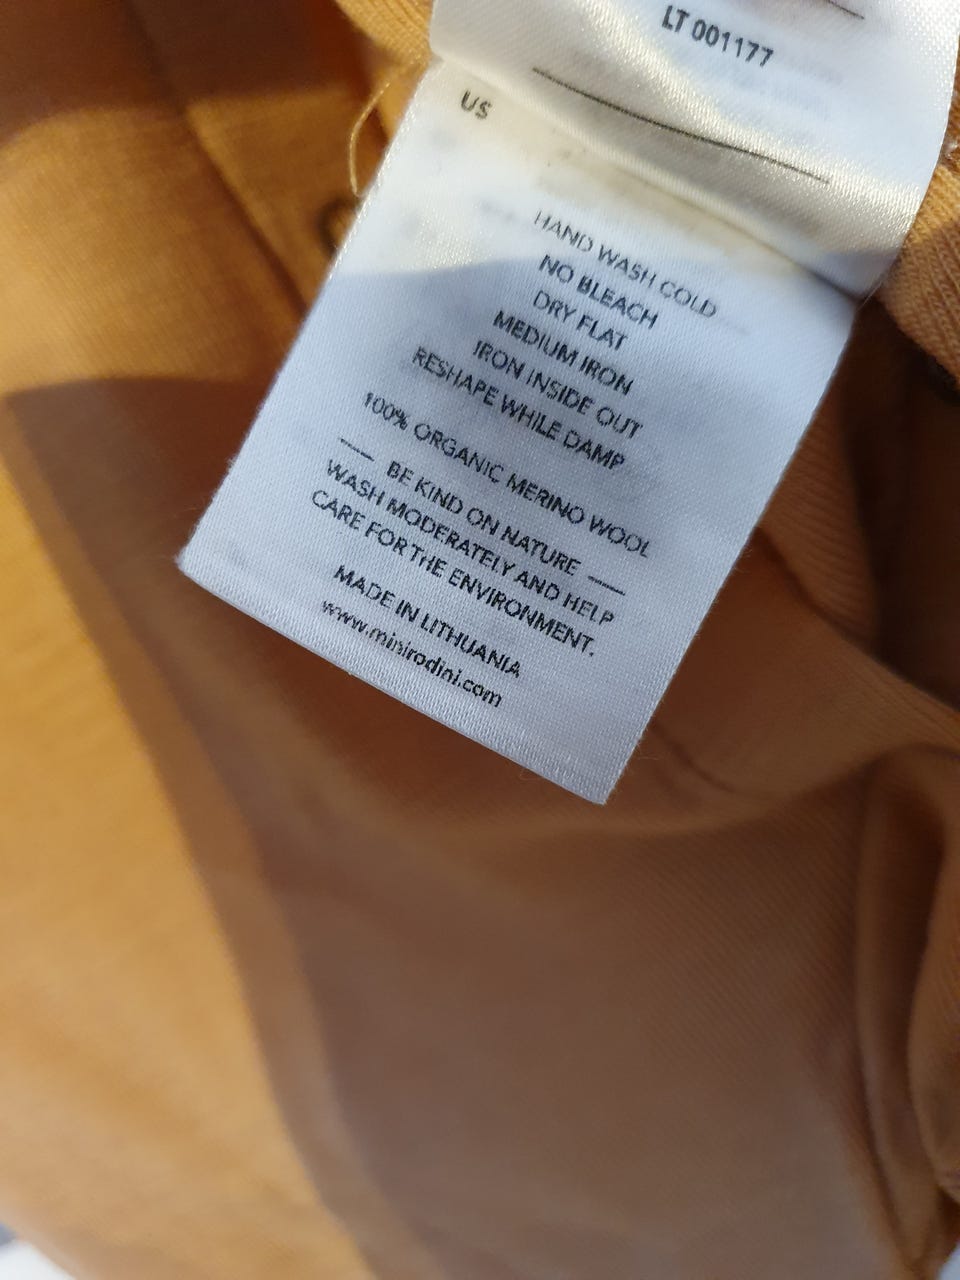 LT 001177
US
HAND WASH COLD
NO BLEACH
DRY FLAT
MEDIUM IRON
IRON INSIDE OUT
RESHAPE WHILE DAMP
100% ORGANIC MERINO WOOL
BE KIND ON NATURE
WASH MODERATELY AND HELP
CARE FOR THE ENVIRONMENT.
MADE IN LITHUANIA
www.minirodini.com